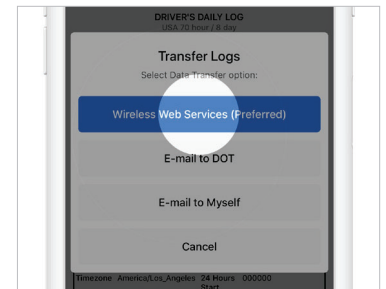 DRIVER'S DAILY LOG
USA 70 hour / 8 day
Transfer Logs
Select Data Transfer option:
Wireless Web Services (Preferred)
E-mail to DOT
E-mail to Myself
Cancel
Timezone America/Los_Angeles 24 Hours 000000
Start